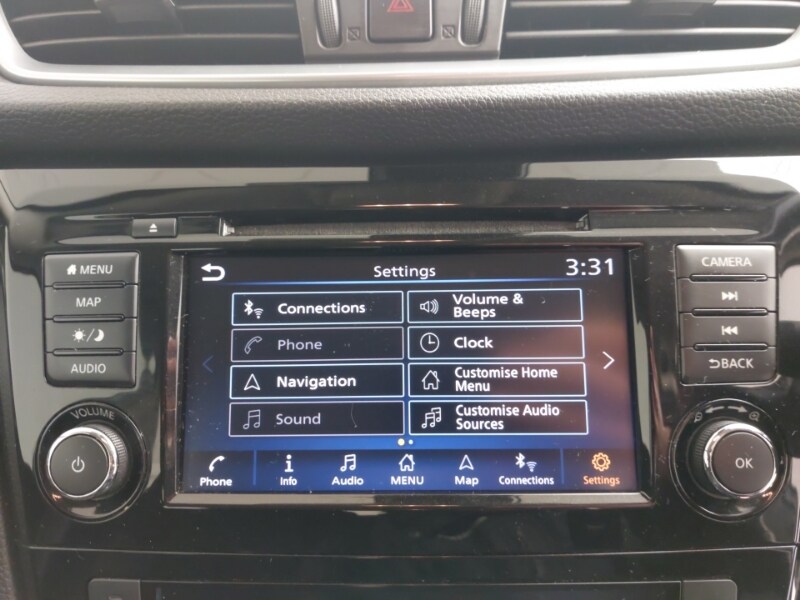 MENU
MAP
AUDIO
VOLUME
Settings
3:31
Connections
Volume &
Beeps
Phone
Clock
Navigation
Customise Home
Menu
Sound
Customise Audio
Sources
Phone
Info
Audio
MENU
Map
Connections
Settings
CAMERA
BACK
OK